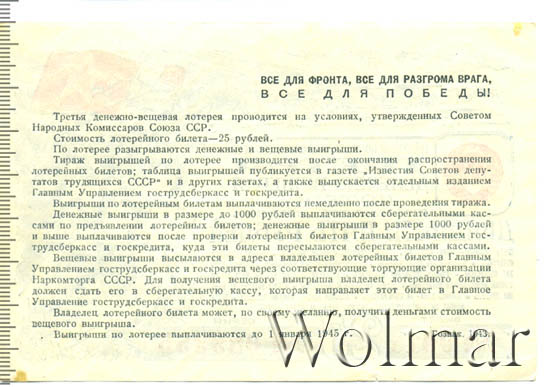 ВСЕ ДЛЯ ФРОНТА, ВСЕ ДЛЯ РАЗГРОМА ВРАГА,
ВСЕ ДЛЯ ПОБЕДЫ!
Третья денежно-вещевая лотерея проводится на условиях, утвержденных Советом
Народных Комиссаров Союза ССР.
Стоимость лотерейного билета—25 рублей.
По лотерее разыгрываются денежные и вещевые выигрыши.
Тираж выигрышей по лотерее производится после окончания распространения
лотерейных билетов; таблица выигрышей публикуется в газете „Известия Советов депу-
татов трудящихся СССР" и в других газетах, а также выпускается отдельным изданием
Главным Управлением гострудсберкасс и госкредита.
Выигрыши по лотерейным билетам выплачиваются немедленно после проведения тиража.
Денежные выигрыши в размере до 1000 рублей выплачиваются сберегательными кас-
сами по предъявлении лотерейных билетов; денежные выигрыши в размере 1000 рублей
и выше выплачиваются после проверки лотерейных билетов Главным Управлением гос-
трудсберкасс и госкредита, куда эти билеты пересылаются сберегательными кассами.
Вещевые выигрыши высылаются в адреса владельцев лотерейных билетов Главным
Управлением гострудсберкасс и госкредита через соответствующие торгующие организации
Наркомторга СССР. Для получения вещевого выигрыша владелец лотерейного билета
должен сдать его в сберегательную кассу, которая направляет этот билет в Главное
Управление гострудсберкасс и госкредита.
Владелец лотерейного билета может, по своему желанию, получить деньгами стоимость
вещевого выигрыша.
Выигрыши по лотерее выплачиваются до 1 января 1945 г. Гознак. 1943.
Wolmar